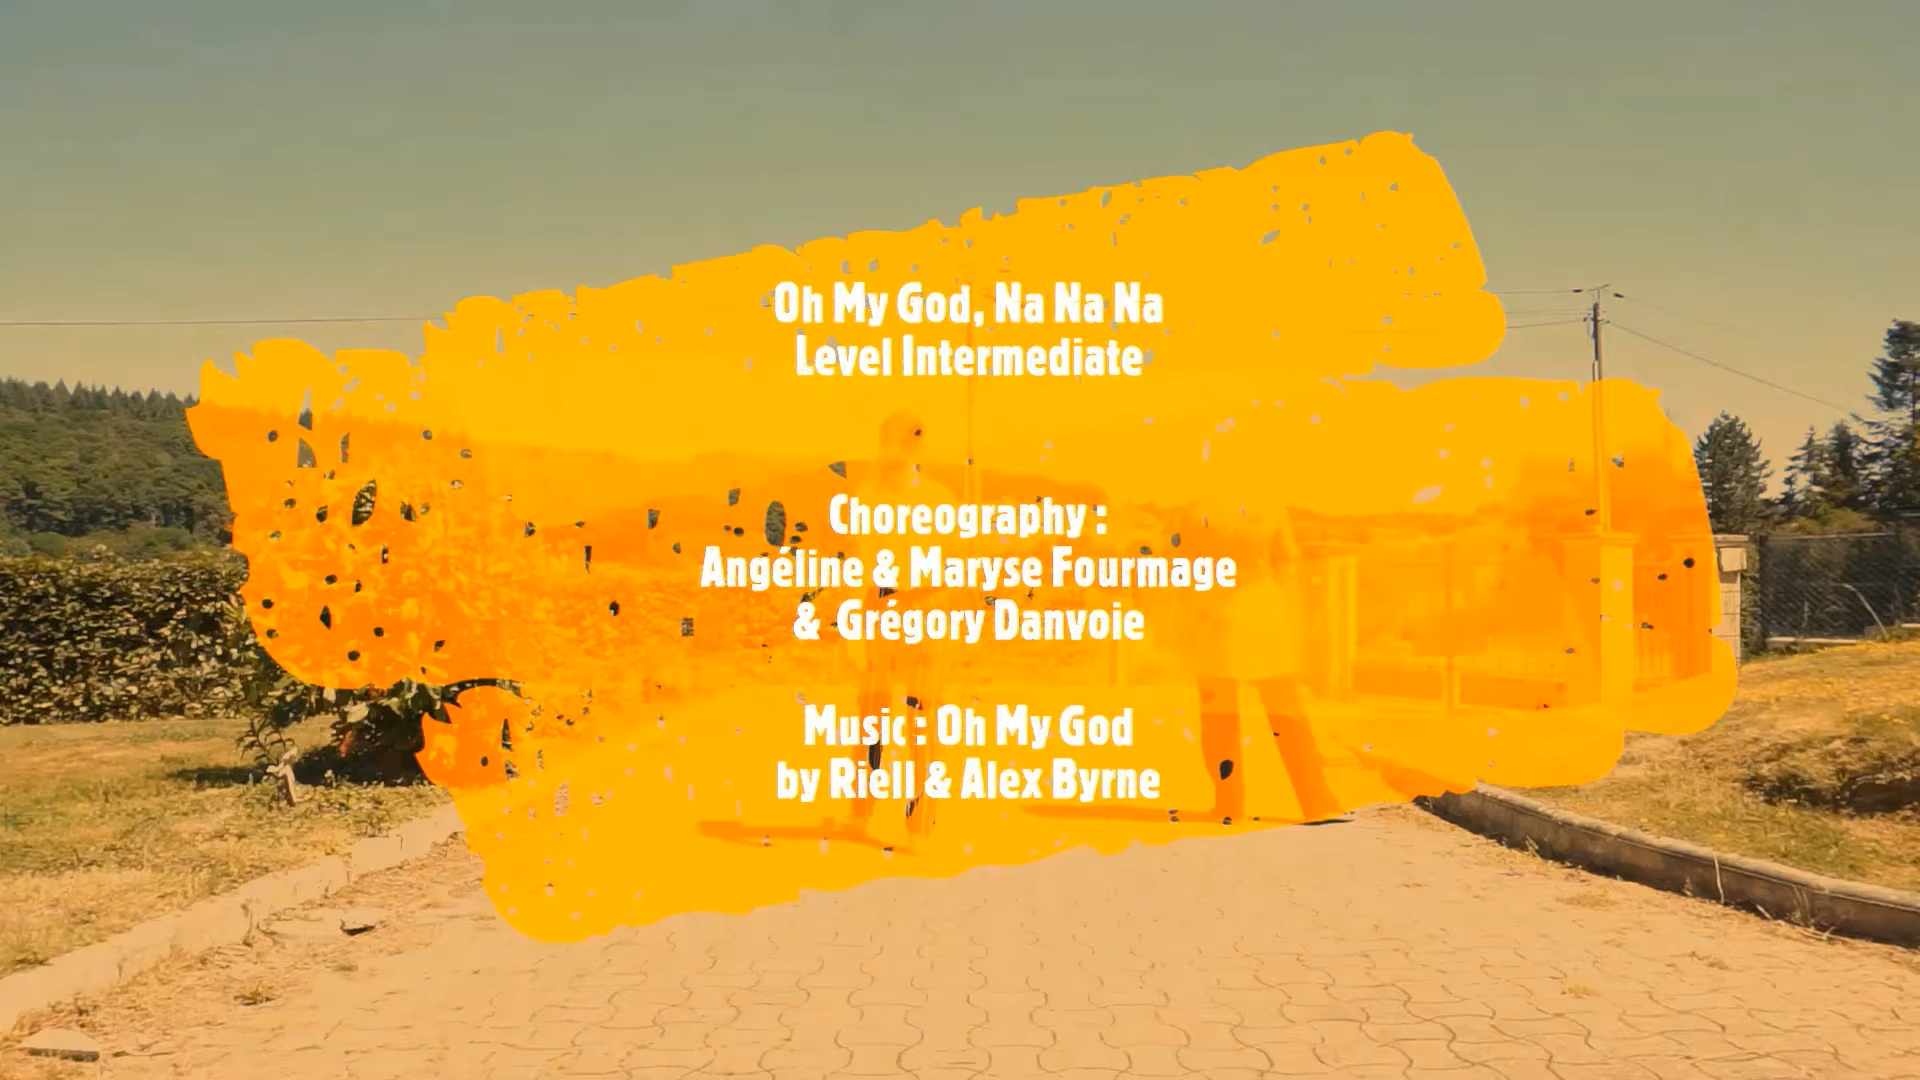 Oh My God, Na Na Na
Level Intermediate
Choreography :
Angéline & Maryse Fourmage
& Grégory Danvoie
Music : Oh My God
by Riell & Alex Byrne